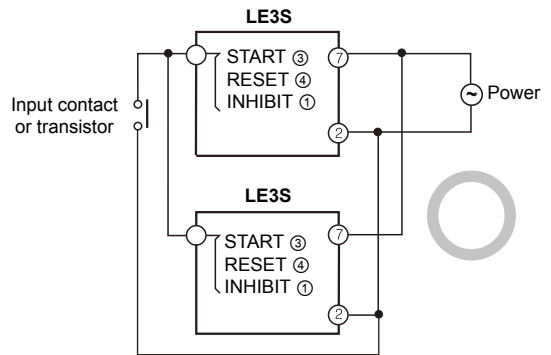 LE3S
START ③
RESET ④
INHIBIT ①
⑦
②
Input contact
or transistor
~ Power
LE3S
START ③
RESET ④
INHIBIT ①
⑦
②